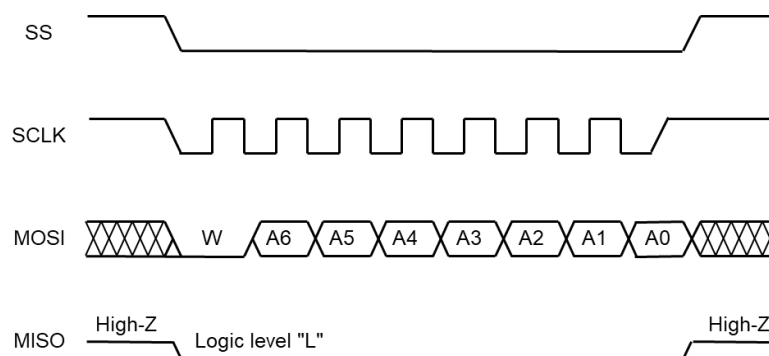 SS
SCLK
MOSI W A6 A5 A4 A3 A2 A1 A0
High-Z High-Z
MISO Logic level "L"